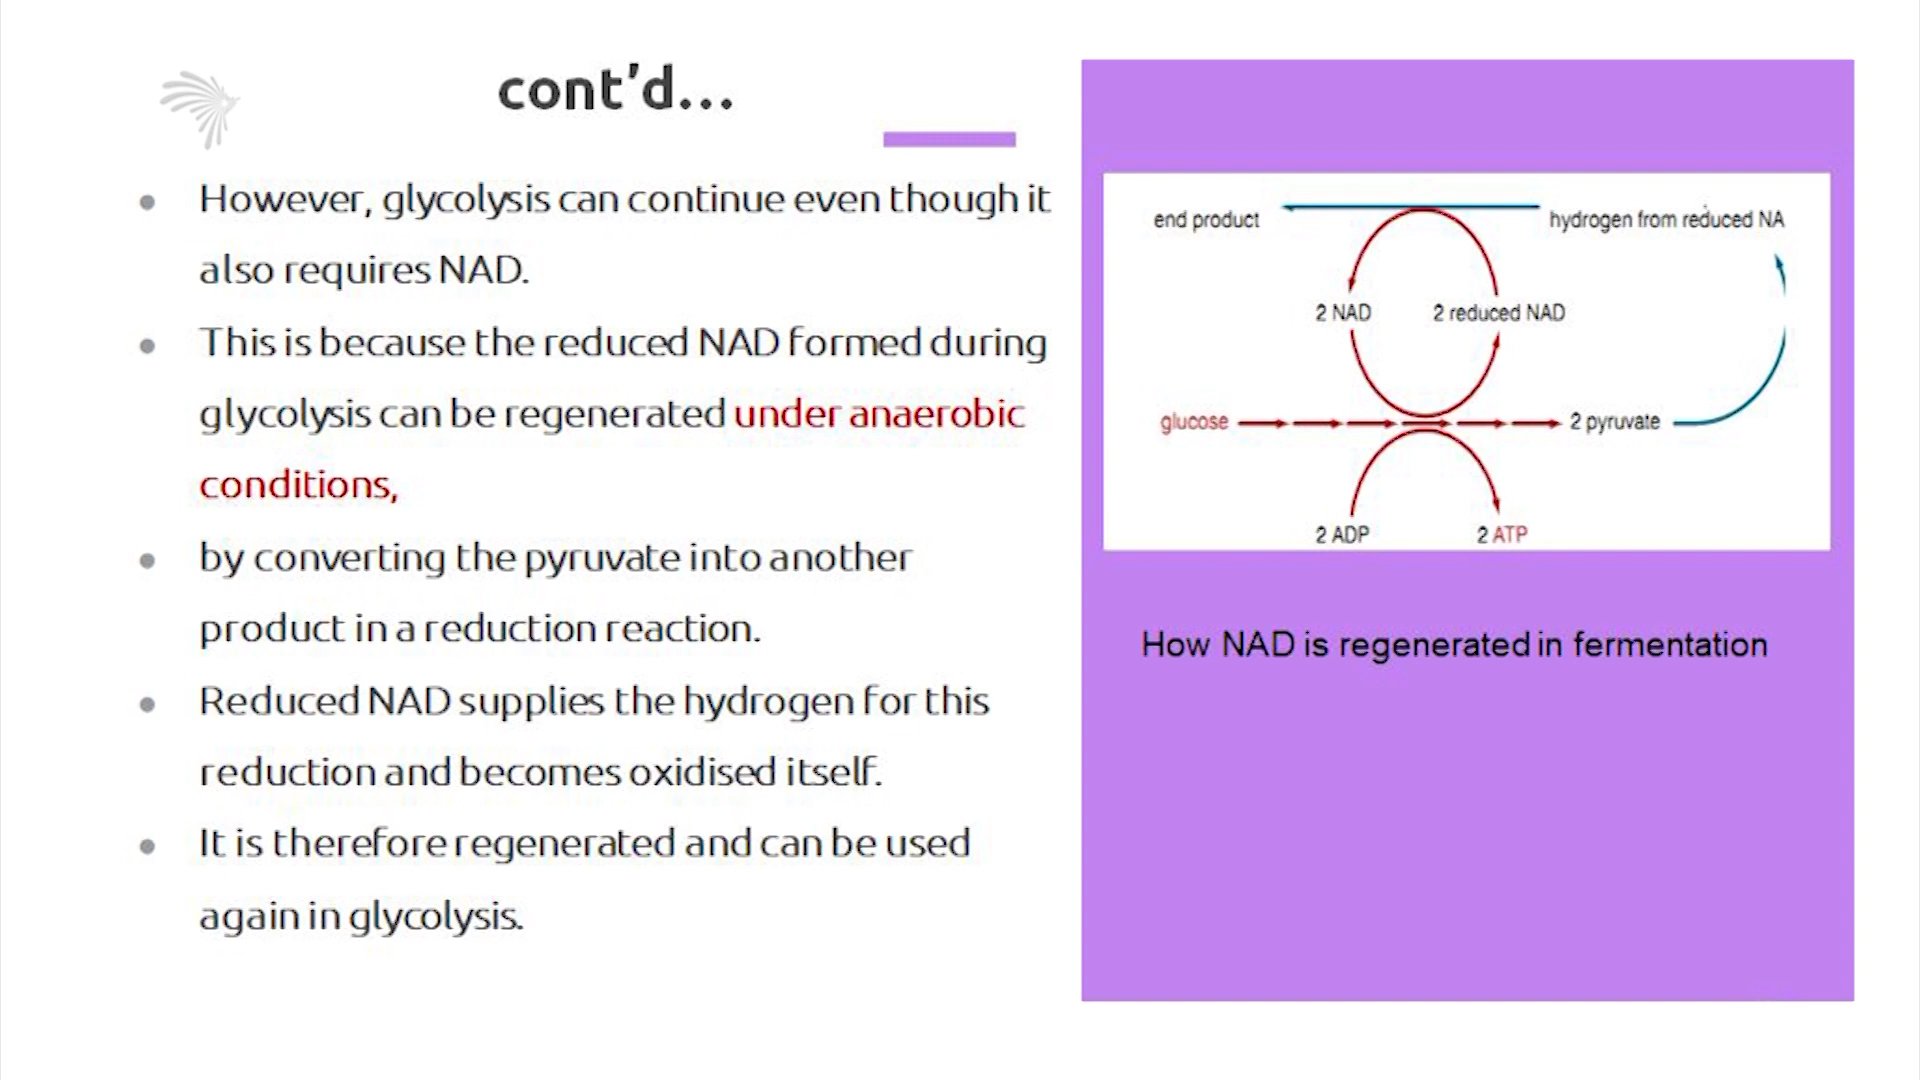 cont'd...
However, glycolysis can continue even though it
also requires NAD.
This is because the reduced NAD formed during
glycolysis can be regenerated under anaerobic
conditions,
by converting the pyruvate into another
product in a reduction reaction.
Reduced NAD supplies the hydrogen for this
reduction and becomes oxidised itself.
It is therefore regenerated and can be used
again in glycolysis.
end product
hydrogen from reduced NA
2 NAD
2 reduced NAD
glucose
2 pyruvate
2 ADP
2 ATP
How NAD is regenerated in fermentation